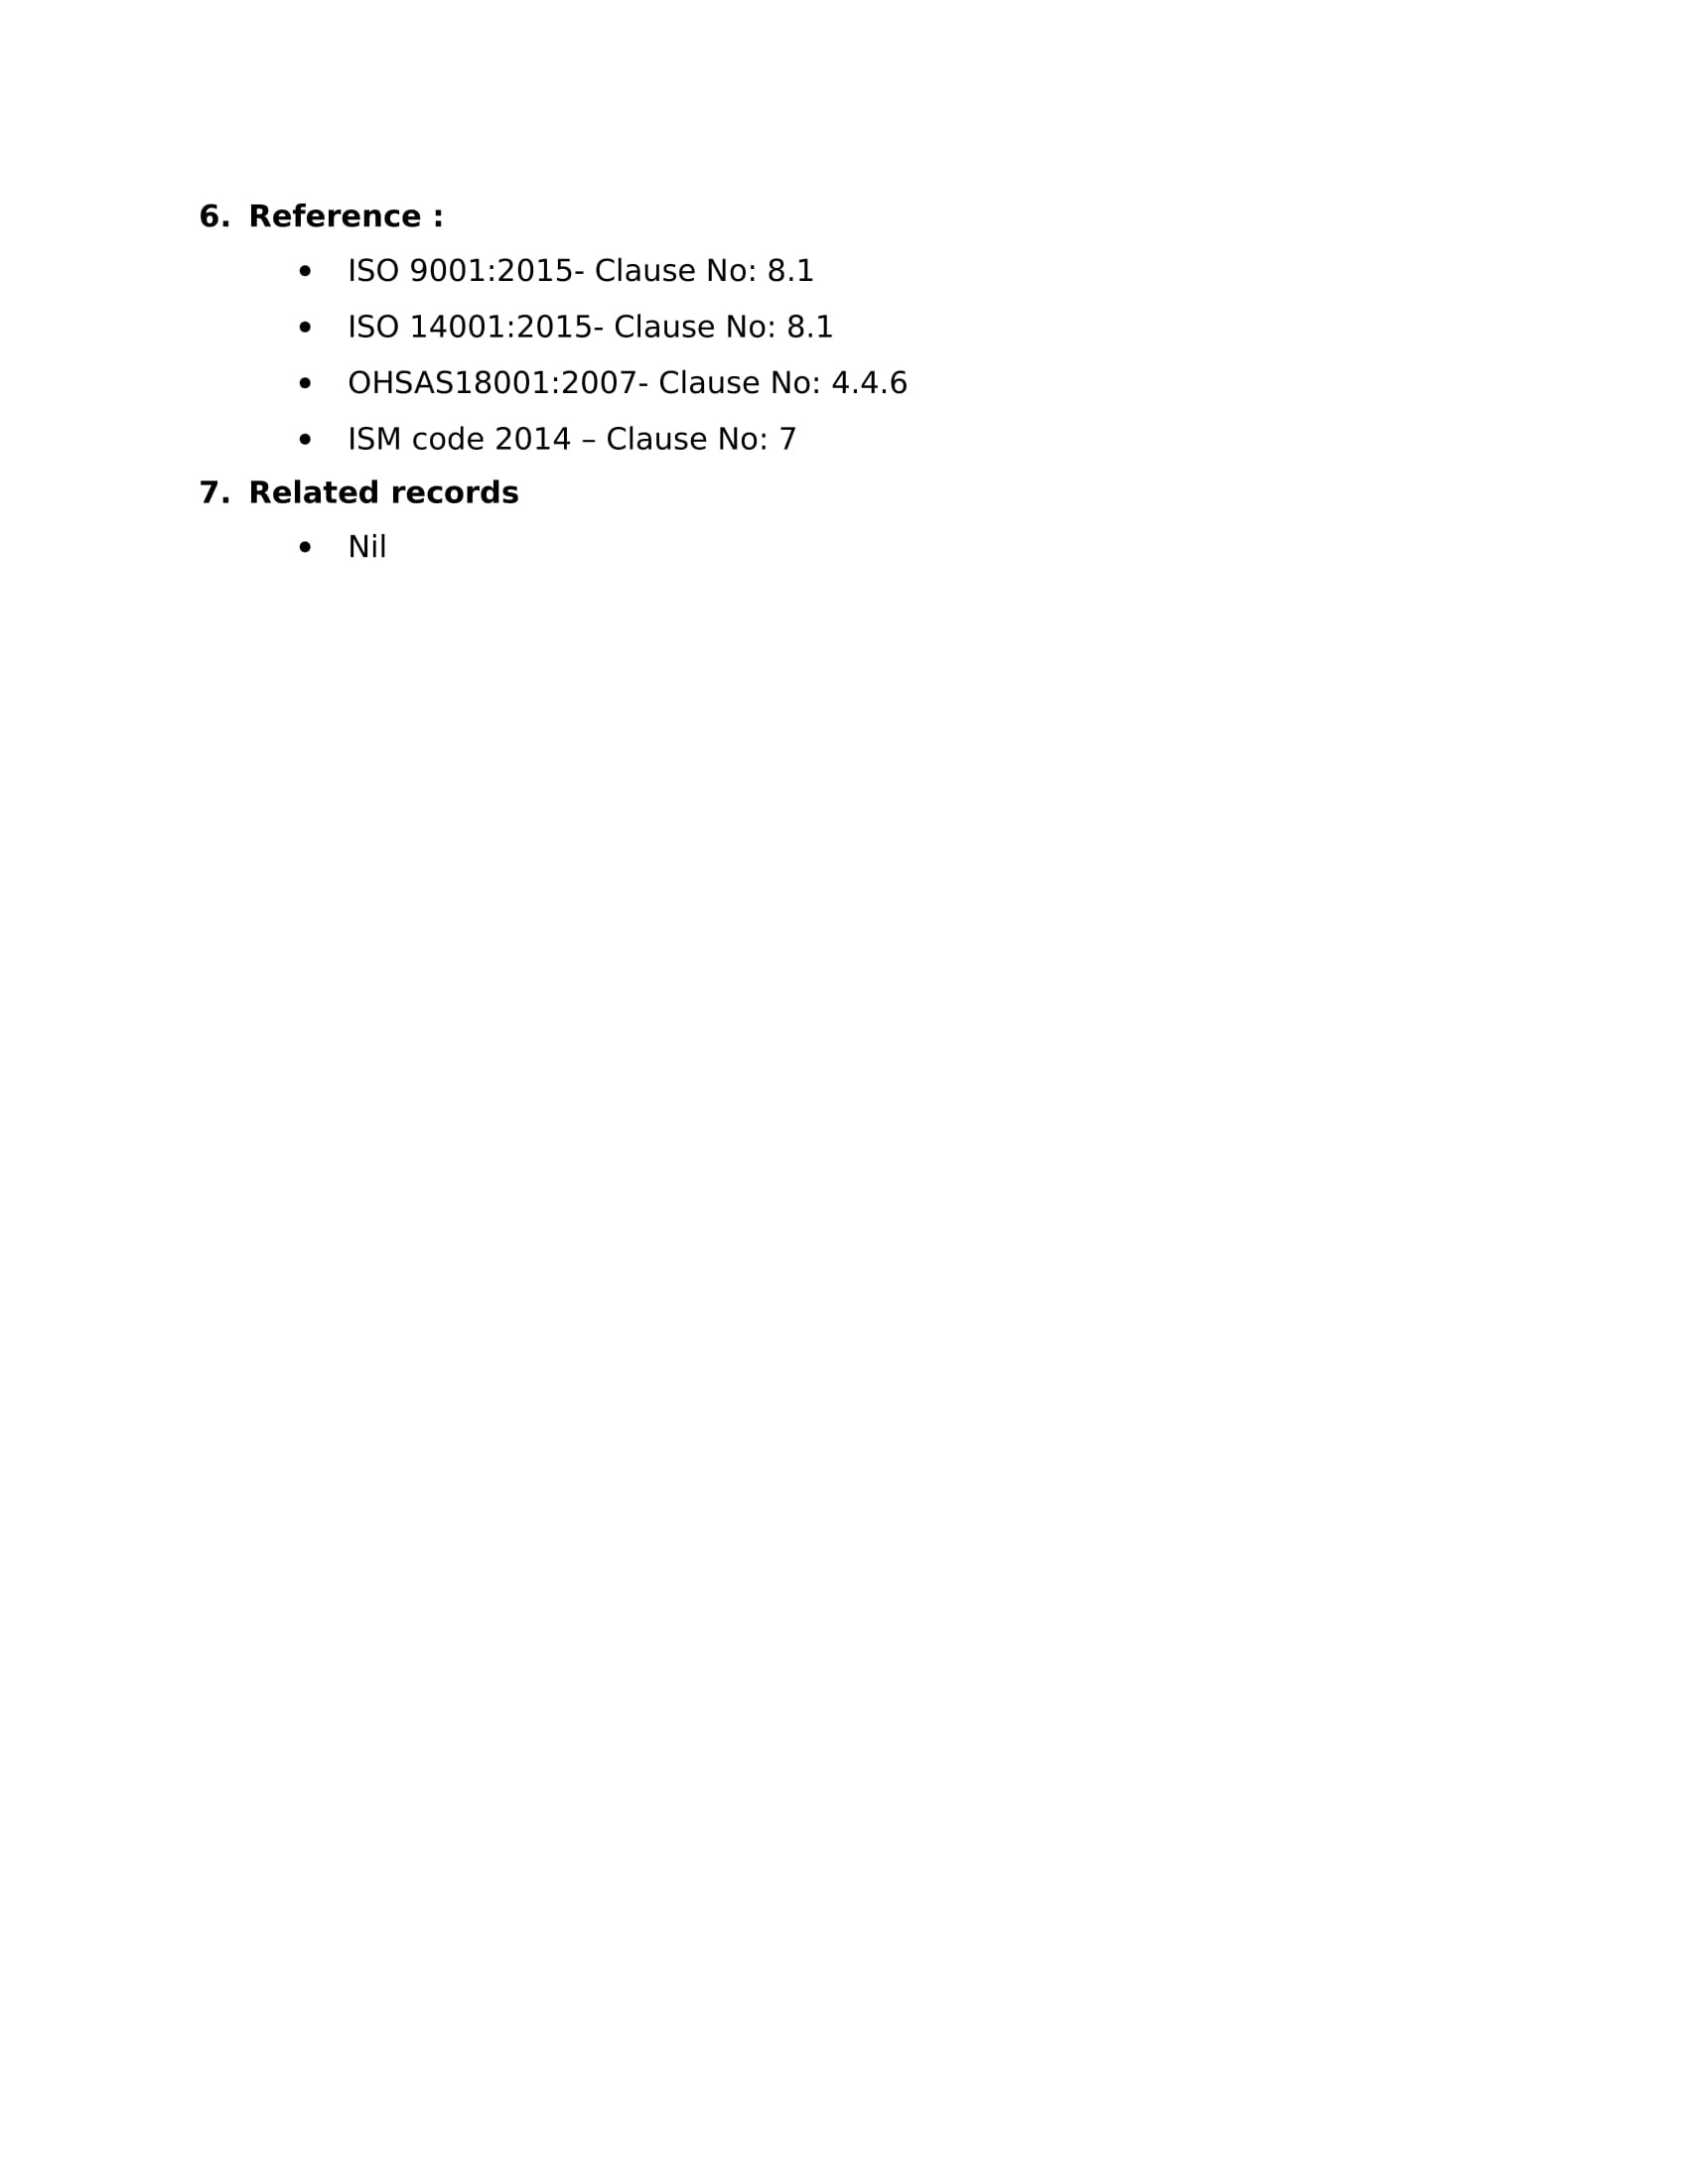 6. Reference :
• ISO 9001:2015- Clause No: 8.1
• ISO 14001:2015- Clause No: 8.1
• OHSAS18001:2007- Clause No: 4.4.6
• ISM code 2014 – Clause No: 7
7. Related records
• Nil